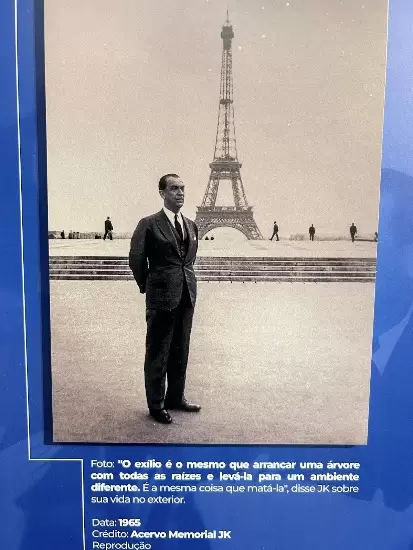 Foto: "O exílio é o mesmo que arrancar uma árvore
com todas as raízes e levá-la para um ambiente
diferente. É a mesma coisa que matá-la", disse JK sobre
sua vida no exterior.
Data: 1965
Crédito: Acervo Memorial JK
Reprodução